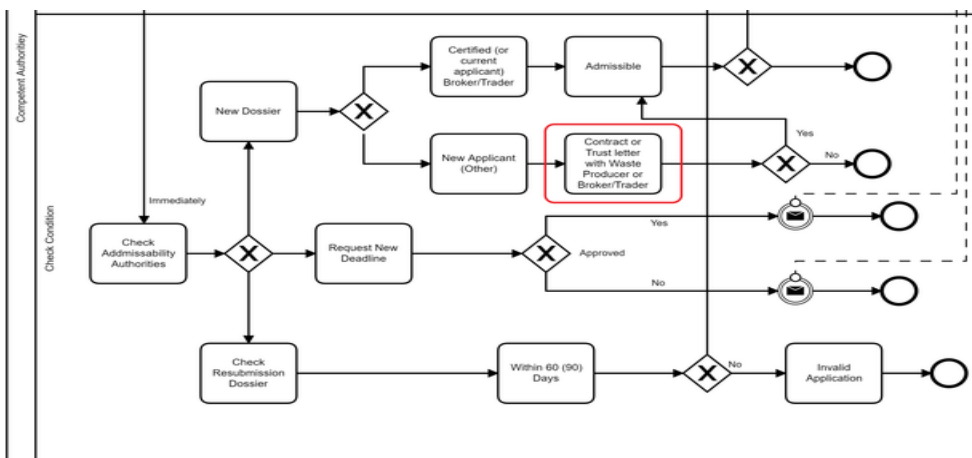 Competent Authoritiey
Check Condition
Certified (or
current
applicant)
Broker/Trader
Admissible
New Dossier
New Applicant
(Other)
Contract or
Trust letter
with Waste
Producer or
Broker/Trader
Yes
No
Immediately
Check
Addmissability
Authorities
Request New
Deadline
Yes
Approved
No
Check
Resubmission
Dossier
Within 60 (90)
Days
No
Invalid
Application